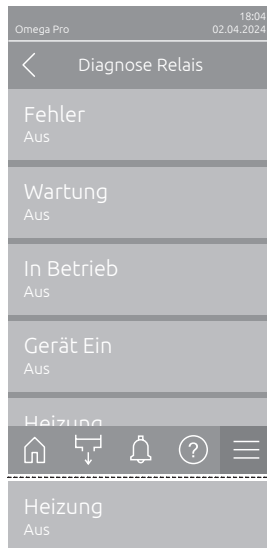 18:04
Omega Pro 02.04.2024
Diagnose Relais
Fehler
Aus
Wartung
Aus
In Betrieb
Aus
Gerät Ein
Aus
Heizung
?
Heizung
Aus